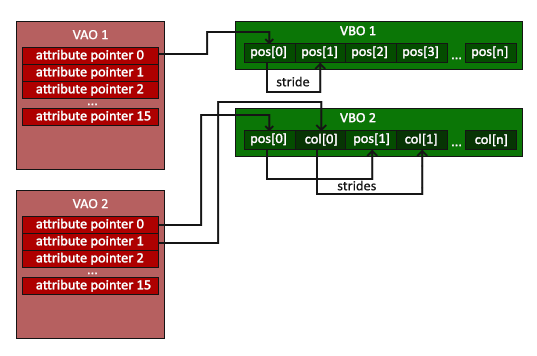 VAO 1
attribute pointer 0
attribute pointer 1
attribute pointer 2
...
attribute pointer 15
VBO 1
pos[0] pos[1] pos[2] pos[3] ... pos[n]
stride
VBO 2
pos[0] col[0] pos[1] col[1] ... col[n]
strides
VAO 2
attribute pointer 0
attribute pointer 1
attribute pointer 2
...
attribute pointer 15